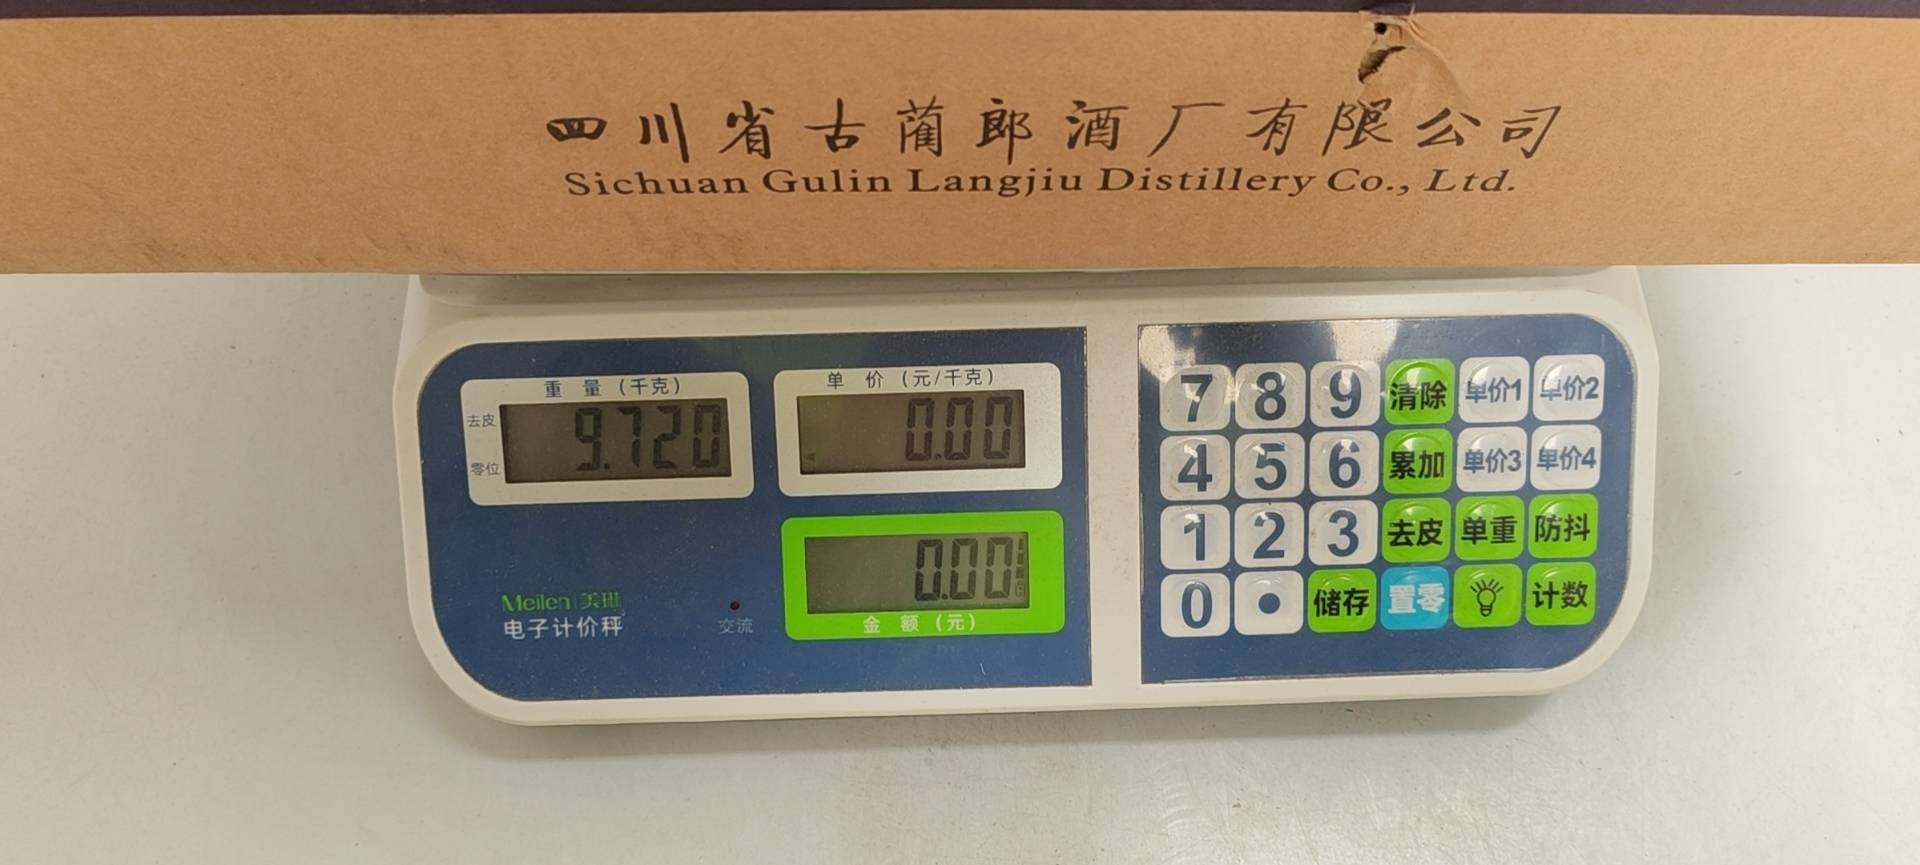 四川省古蔺郎酒厂有限公司
Sichuan Gulin Langjiu Distillery Co., Ltd.
重 量 (千克)
去皮
零位
9.720
单 价 (元/千克)
0.00
0.00
金 额 (元)
Meilen 美琳
电子计价秤
交流
7 8 9 清除 单价1 单价2
4 5 6 累加 单价3 单价4
1 2 3 去皮 单重 防抖
0 • 储存 置零 计数